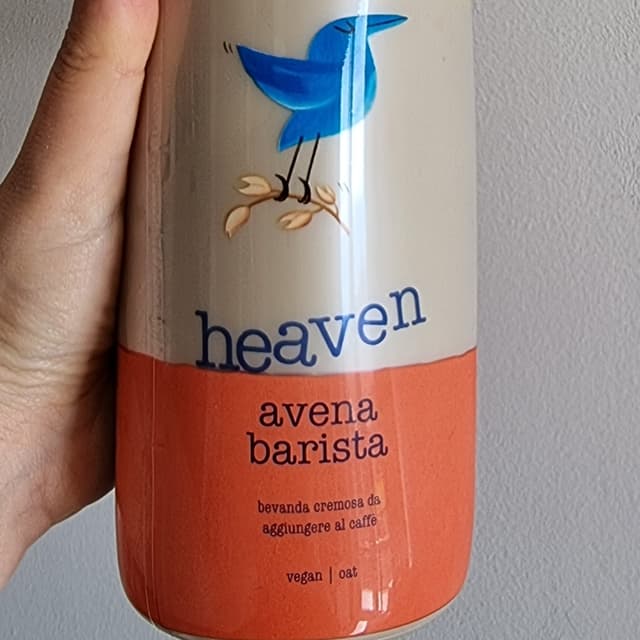 heaven
avena
barista
bevanda cremosa da
aggiungere al caffè
vegan | oat